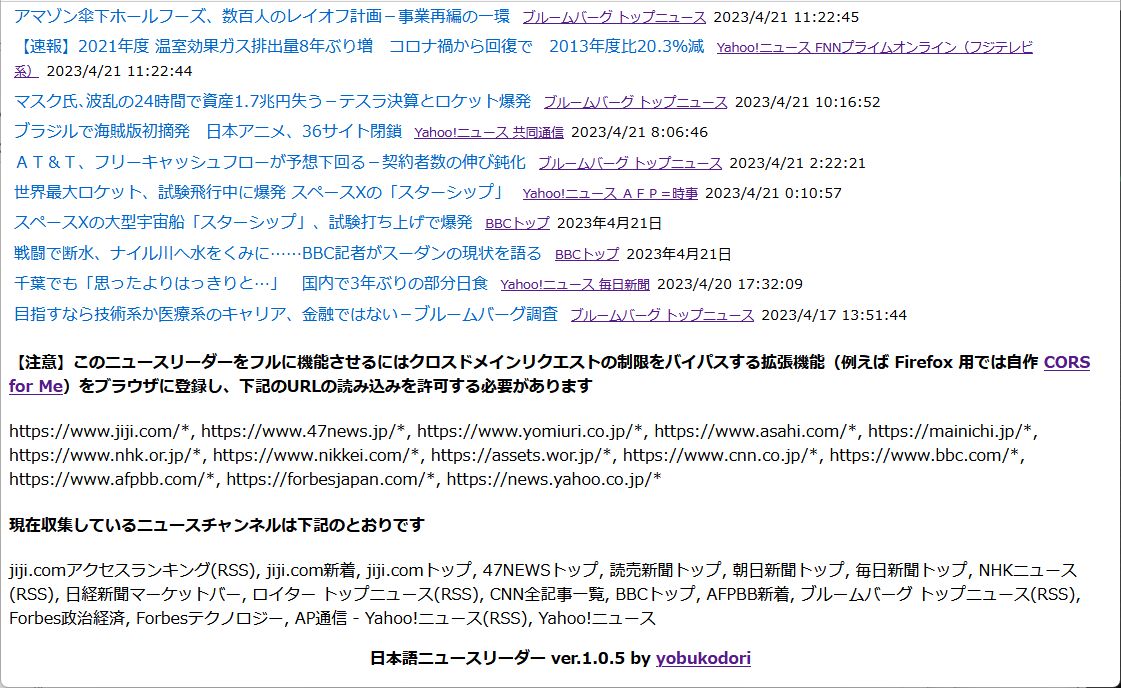 アマゾン傘下ホールフーズ、数百人のレイオフ計画－事業再編の一環 ブルームバーグ トップニュース 2023/4/21 11:22:45
【速報】2021年度 温室効果ガス排出量8年ぶり増　コロナ禍から回復で　2013年度比20.3%減 Yahoo!ニュース FNNプライムオンライン（フジテレビ
系） 2023/4/21 11:22:44
マスク氏、波乱の24時間で資産1.7兆円失う－テスラ決算とロケット爆発 ブルームバーグ トップニュース 2023/4/21 10:16:52
ブラジルで海賊版初摘発　日本アニメ、36サイト閉鎖 Yahoo!ニュース 共同通信 2023/4/21 8:06:46
ＡＴ＆Ｔ、フリーキャッシュフローが予想下回る－契約者数の伸び鈍化 ブルームバーグ トップニュース 2023/4/21 2:22:21
世界最大ロケット、試験飛行中に爆発 スペースXの「スターシップ」 Yahoo!ニュース ＡＦＰ＝時事 2023/4/21 0:10:57
スペースXの大型宇宙船「スターシップ」、試験打ち上げで爆発 BBCトップ 2023年4月21日
戦闘で断水、ナイル川へ水をくみに……BBC記者がスーダンの現状を語る BBCトップ 2023年4月21日
千葉でも「思ったよりはっきりと…」　国内で3年ぶりの部分日食 Yahoo!ニュース 毎日新聞 2023/4/20 17:32:09
目指すなら技術系か医療系のキャリア、金融ではない－ブルームバーグ調査 ブルームバーグ トップニュース 2023/4/17 13:51:44
【注意】このニュースリーダーをフルに機能させるにはクロスドメインリクエストの制限をバイパスする拡張機能（例えば Firefox 用では自作 CORS
for Me）をブラウザに登録し、下記のURLの読み込みを許可する必要があります
https://www.jiji.com/*, https://www.47news.jp/*, https://www.yomiuri.co.jp/*, https://www.asahi.com/*, https://mainichi.jp/*,
https://www.nhk.or.jp/*, https://www.nikkei.com/*, https://assets.wor.jp/*, https://www.cnn.co.jp/*, https://www.bbc.com/*,
https://www.afpbb.com/*, https://forbesjapan.com/*, https://news.yahoo.co.jp/*
現在収集しているニュースチャンネルは下記のとおりです
jiji.comアクセスランキング(RSS), jiji.com新着, jiji.comトップ, 47NEWSトップ, 読売新聞トップ, 朝日新聞トップ, 毎日新聞トップ, NHKニュース
(RSS), 日経新聞マーケットバー, ロイター トップニュース(RSS), CNN全記事一覧, BBCトップ, AFPBB新着, ブルームバーグ トップニュース(RSS),
Forbes政治経済, Forbesテクノロジー, AP通信 - Yahoo!ニュース(RSS), Yahoo!ニュース
日本語ニュースリーダー ver.1.0.5 by yobukodori